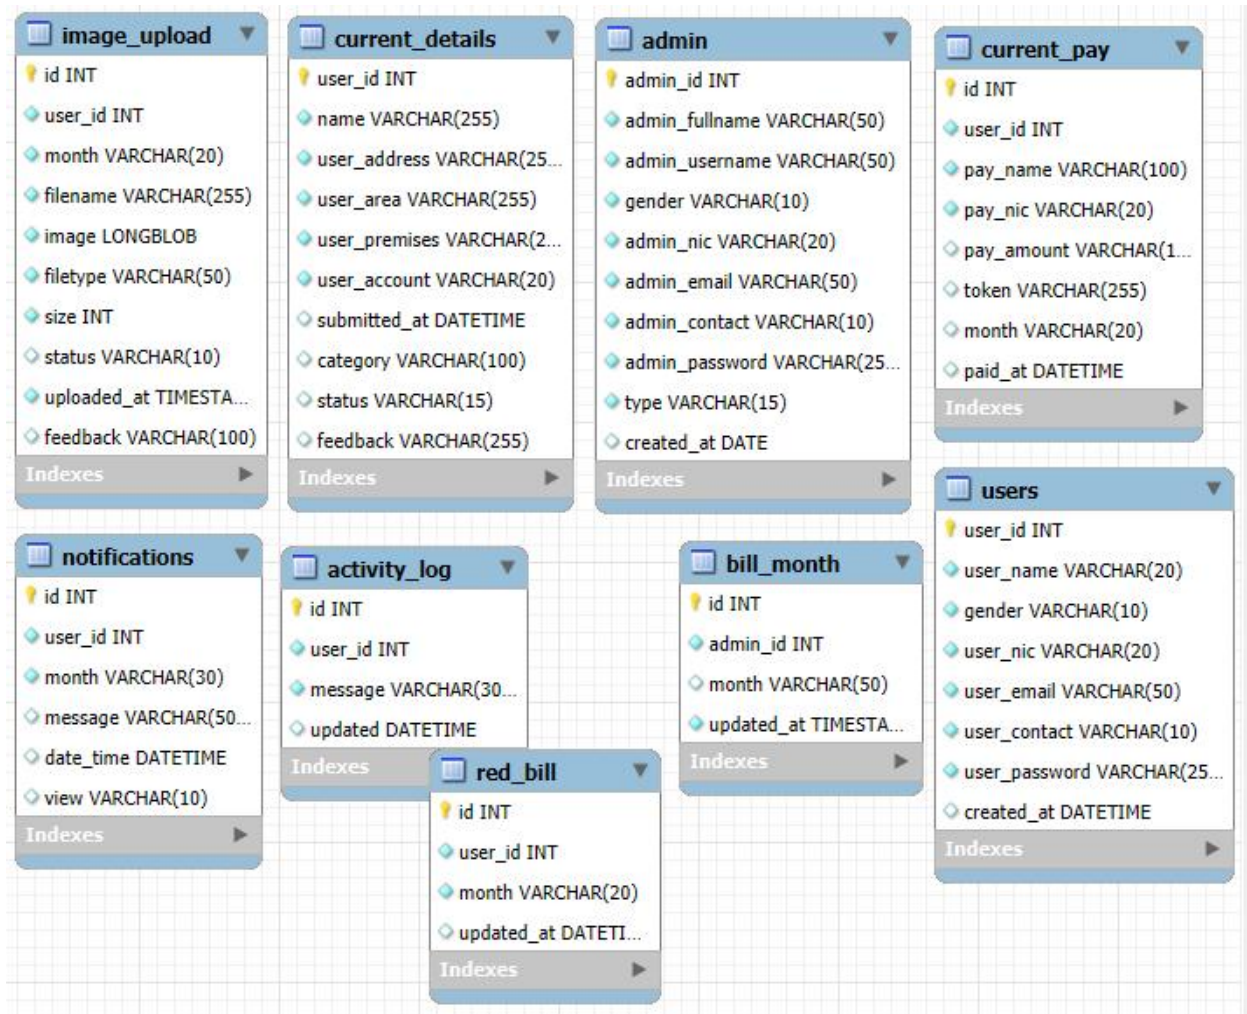 image_upload
id INT
user_id INT
month VARCHAR(20)
filename VARCHAR(255)
image LONGBLOB
filetype VARCHAR(50)
size INT
status VARCHAR(10)
uploaded_at TIMESTA...
feedback VARCHAR(100)
Indexes
current_details
user_id INT
name VARCHAR(255)
user_address VARCHAR(25...
user_area VARCHAR(255)
user_premises VARCHAR(2...
user_account VARCHAR(20)
submitted_at DATETIME
category VARCHAR(100)
status VARCHAR(15)
feedback VARCHAR(255)
Indexes
admin
admin_id INT
admin_fullname VARCHAR(50)
admin_username VARCHAR(50)
gender VARCHAR(10)
admin_nic VARCHAR(20)
admin_email VARCHAR(50)
admin_contact VARCHAR(10)
admin_password VARCHAR(25...
type VARCHAR(15)
created_at DATE
Indexes
current_pay
id INT
user_id INT
pay_name VARCHAR(100)
pay_nic VARCHAR(20)
pay_amount VARCHAR(1...
token VARCHAR(255)
month VARCHAR(20)
paid_at DATETIME
Indexes
notifications
id INT
user_id INT
month VARCHAR(30)
message VARCHAR(50...
date_time DATETIME
view VARCHAR(10)
Indexes
activity_log
id INT
user_id INT
message VARCHAR(30...
updated DATETIME
Indexes
red_bill
id INT
user_id INT
month VARCHAR(20)
updated_at DATETI...
Indexes
bill_month
id INT
admin_id INT
month VARCHAR(50)
updated_at TIMESTA...
Indexes
users
user_id INT
user_name VARCHAR(20)
gender VARCHAR(10)
user_nic VARCHAR(20)
user_email VARCHAR(50)
user_contact VARCHAR(10)
user_password VARCHAR(25...
created_at DATETIME
Indexes